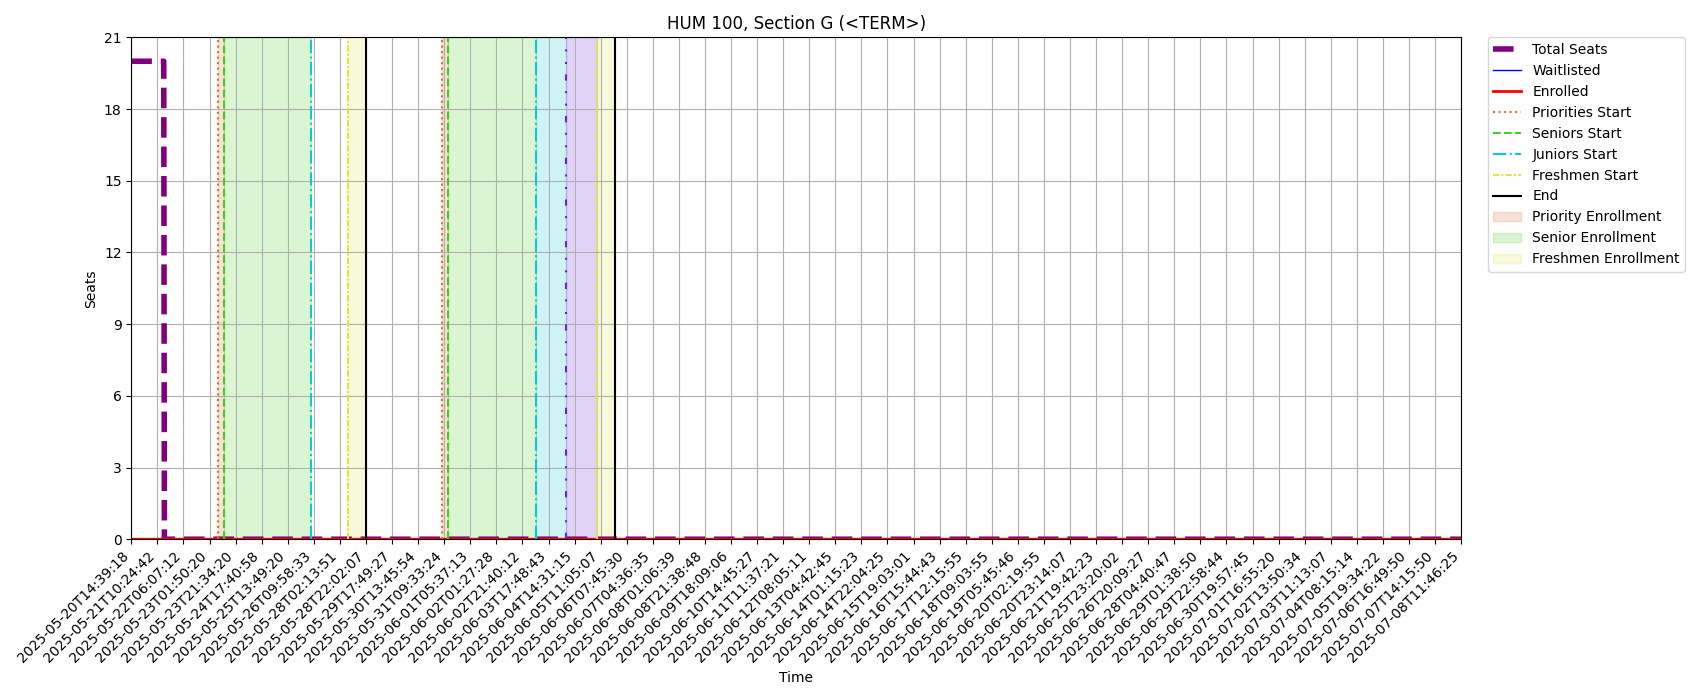 HUM 100, Section G (<TERM>)
21
18
15
12
9
6
3
0
Seats
2025-05-20T14:39:18
2025-05-21T10:24:42
2025-05-22T06:07:12
2025-05-23T01:50:20
2025-05-23T21:34:20
2025-05-24T17:40:58
2025-05-25T13:49:20
2025-05-26T09:58:33
2025-05-28T02:13:51
2025-05-28T22:02:07
2025-05-29T17:49:27
2025-05-30T13:45:54
2025-05-31T09:33:24
2025-06-01T05:37:13
2025-06-02T01:27:28
2025-06-02T21:40:12
2025-06-03T17:48:43
2025-06-04T14:31:15
2025-06-05T11:05:07
2025-06-06T07:45:30
2025-06-07T04:36:35
2025-06-08T01:06:39
2025-06-08T21:38:48
2025-06-09T18:09:06
2025-06-10T14:45:27
2025-06-11T11:37:21
2025-06-12T08:05:11
2025-06-13T04:42:45
2025-06-14T01:15:23
2025-06-14T22:04:25
2025-06-15T19:03:01
2025-06-16T15:44:43
2025-06-17T12:15:55
2025-06-18T09:03:55
2025-06-19T05:45:46
2025-06-20T02:19:55
2025-06-20T23:14:07
2025-06-21T19:42:23
2025-06-25T23:20:02
2025-06-26T20:09:27
2025-06-28T04:40:47
2025-06-29T01:38:50
2025-06-29T22:58:44
2025-06-30T19:57:45
2025-07-01T16:55:20
2025-07-02T13:50:34
2025-07-03T11:13:07
2025-07-04T08:15:14
2025-07-05T19:34:22
2025-07-06T16:49:50
2025-07-07T14:15:50
2025-07-08T11:46:25
Time
Total Seats
Waitlisted
Enrolled
Priorities Start
Seniors Start
Juniors Start
Freshmen Start
End
Priority Enrollment
Senior Enrollment
Freshmen Enrollment